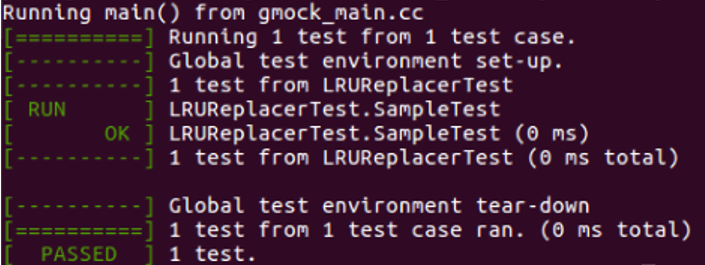 Running main() from gmock_main.cc
[==========] Running 1 test from 1 test case.
[----------] Global test environment set-up.
[----------] 1 test from LRUReplacerTest
[ RUN      ] LRUReplacerTest.SampleTest
[       OK ] LRUReplacerTest.SampleTest (0 ms)
[----------] 1 test from LRUReplacerTest (0 ms total)

[----------] Global test environment tear-down
[==========] 1 test from 1 test case ran. (0 ms total)
[  PASSED  ] 1 test.